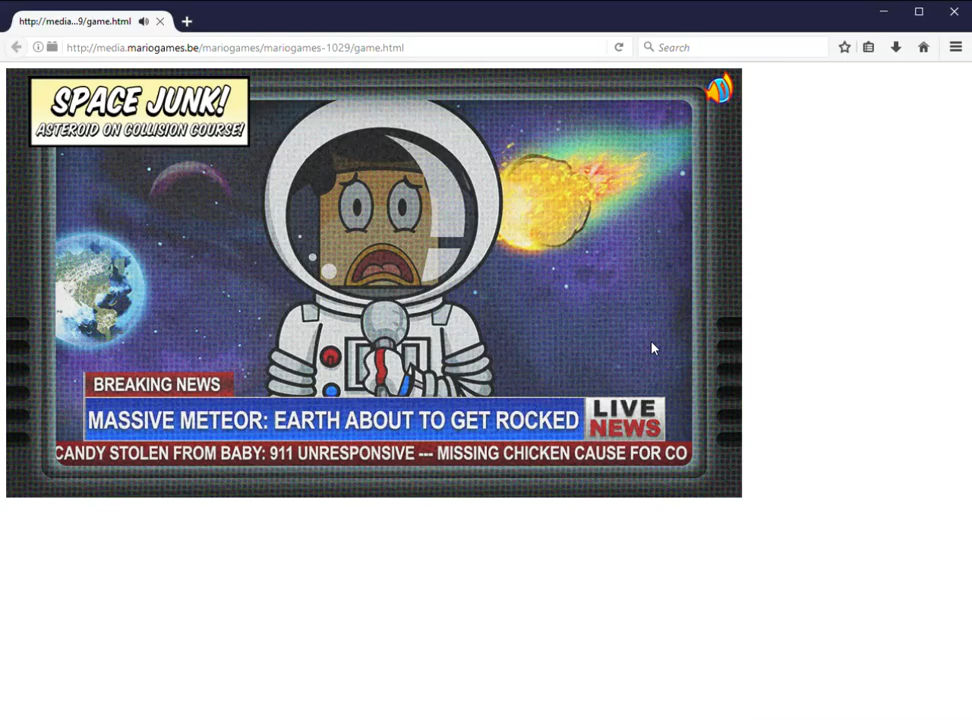 http://media...9/game.html
http://media.mariogames.be/mariogames/mariogames-1029/game.html
Search
SPACE JUNK!
ASTEROID ON COLLISION COURSE!
BREAKING NEWS
MASSIVE METEOR: EARTH ABOUT TO GET ROCKED
LIVE
NEWS
CANDY STOLEN FROM BABY: 911 UNRESPONSIVE --- MISSING CHICKEN CAUSE FOR CO